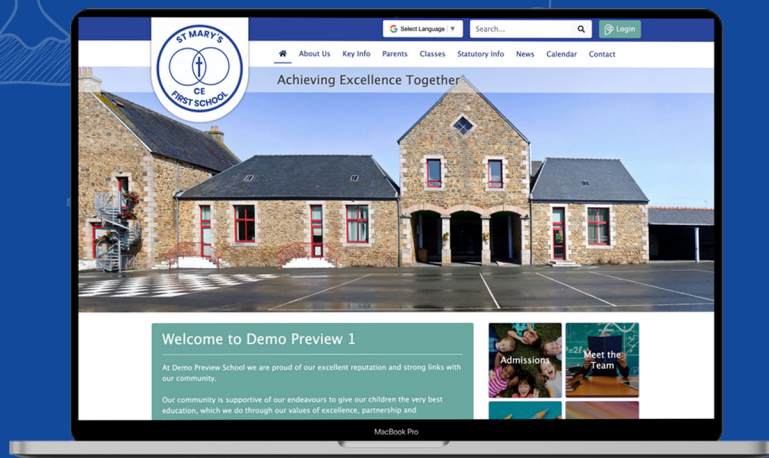 Select Language ▼
Search...
Login
ST MARY'S
CE
FIRST SCHOOL
About Us Key Info Parents Classes Statutory Info News Calendar Contact
Achieving Excellence Together
Welcome to Demo Preview 1
At Demo Preview School we are proud of our excellent reputation and strong links with
our community.
Our community is supportive of our endeavours to give our children the very best
education, which we do through our values of excellence, partnership and
Admissions
Meet the
Team
MacBook Pro